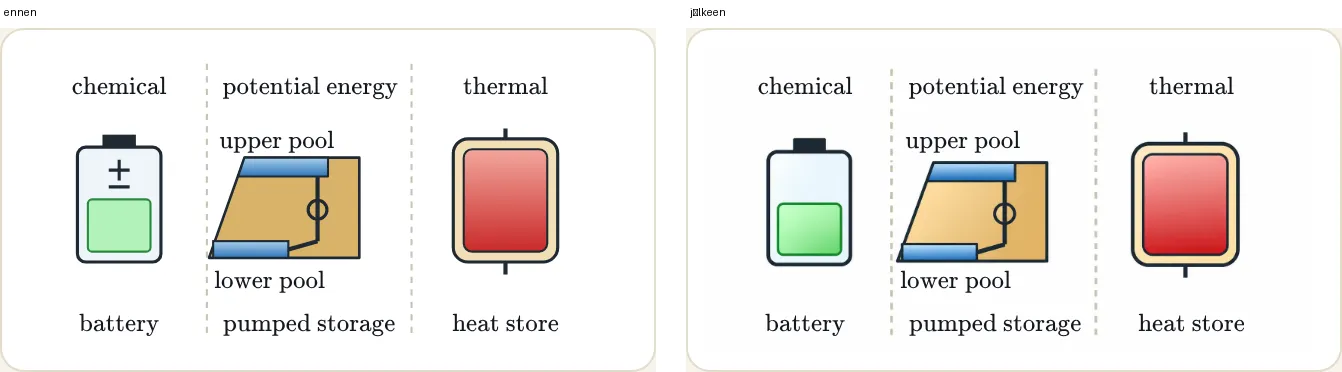 ennen
chemical
potential energy
thermal
upper pool
+
−
lower pool
battery
pumped storage
heat store
j▯lkeen
chemical
potential energy
thermal
upper pool
lower pool
battery
pumped storage
heat store